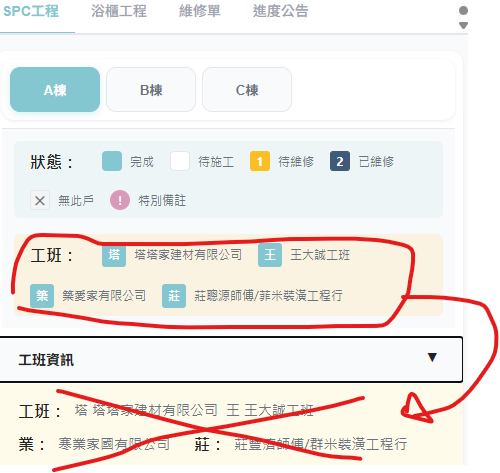 SPC工程 浴櫃工程 維修單 進度公告
A棟 B棟 C棟
狀態： 完成 待施工 1 待維修 2 已維修
無此戶 ! 特別備註
工班： 塔 塔塔家建材有限公司 王 王大誠工班
築 築愛家有限公司 莊 莊豐源師傅/菲米裝潢工程行
工班資訊 ▼
工班： 塔 塔塔家建材有限公司 王 王大誠工班
業： 寒業家國有限公司 莊： 莊豐濱師傅/群米裝潢工程行